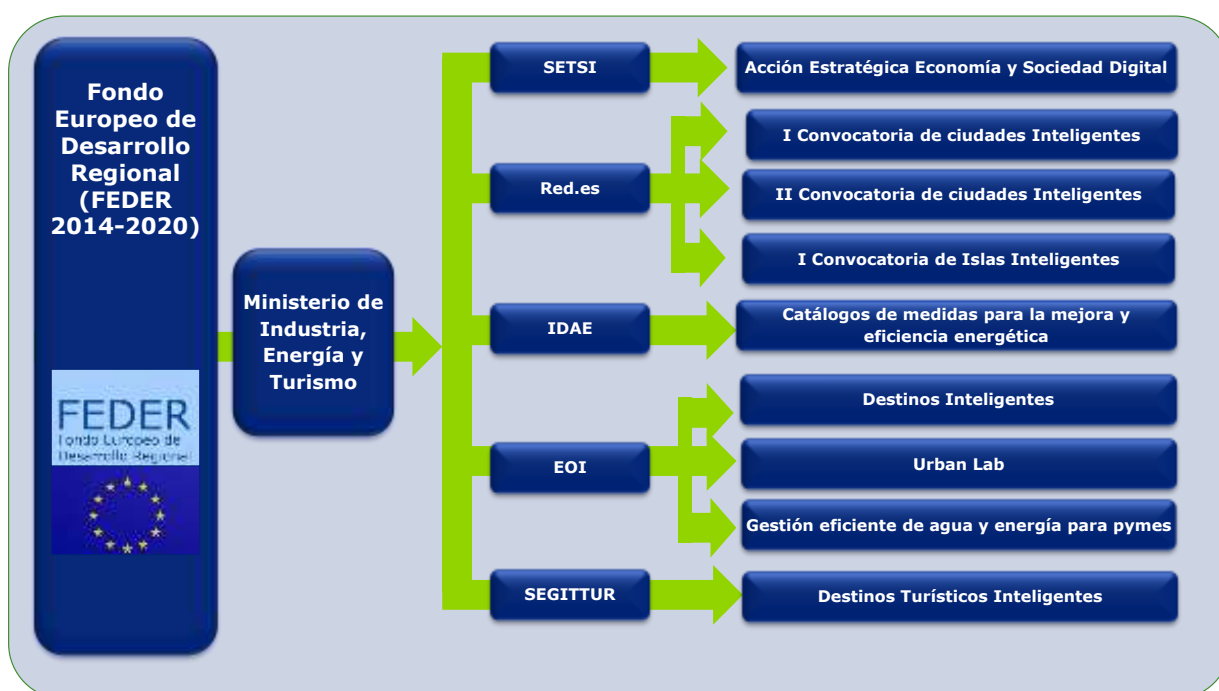 Fondo
Europeo de
Desarrollo
Regional
(FEDER
2014-2020)
FEDER
Fondo Europeo de
Desarrollo Regional
Ministerio de
Industria,
Energía y
Turismo
SETSI
Acción Estratégica Economía y Sociedad Digital
Red.es
I Convocatoria de ciudades Inteligentes
II Convocatoria de ciudades Inteligentes
I Convocatoria de Islas Inteligentes
IDAE
Catálogos de medidas para la mejora y
eficiencia energética
EOI
Destinos Inteligentes
Urban Lab
Gestión eficiente de agua y energía para pymes
SEGITTUR
Destinos Turísticos Inteligentes